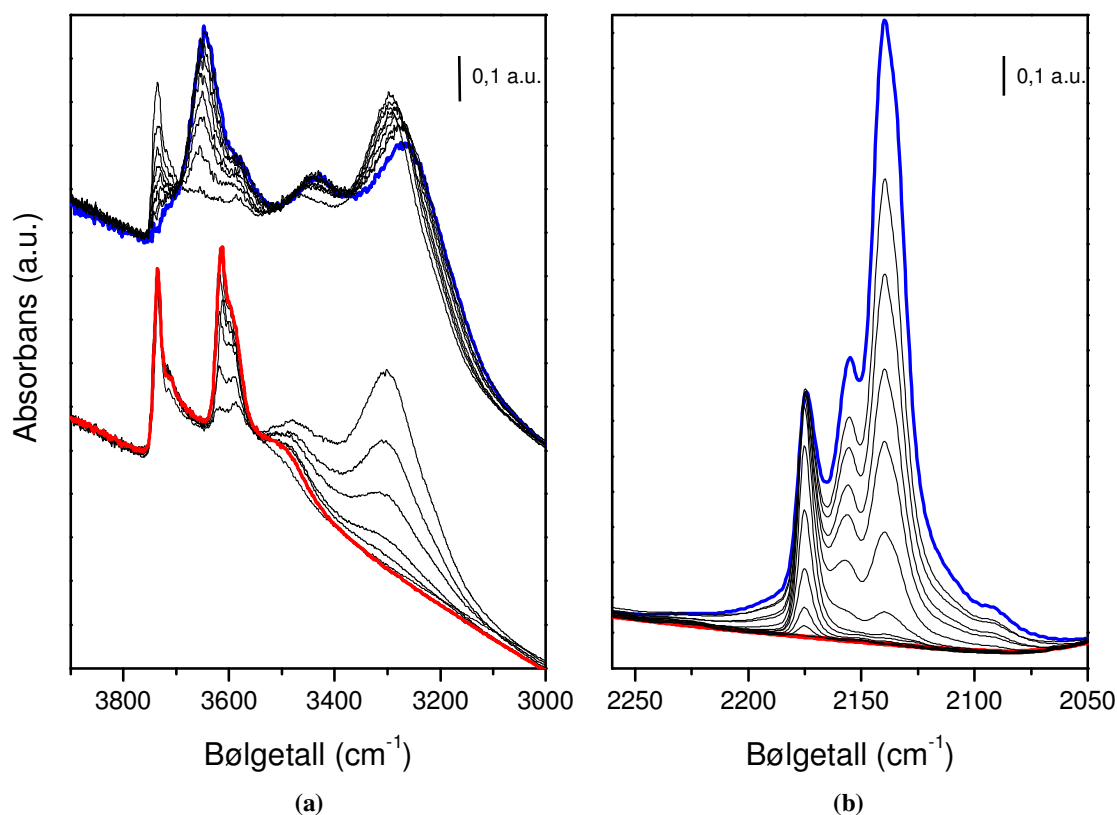 0,1 a.u.
0,1 a.u.
Absorbans (a.u.)
3800 3600 3400 3200 3000
2250 2200 2150 2100 2050
Bølgetall (cm⁻¹)
Bølgetall (cm⁻¹)
(a)
(b)